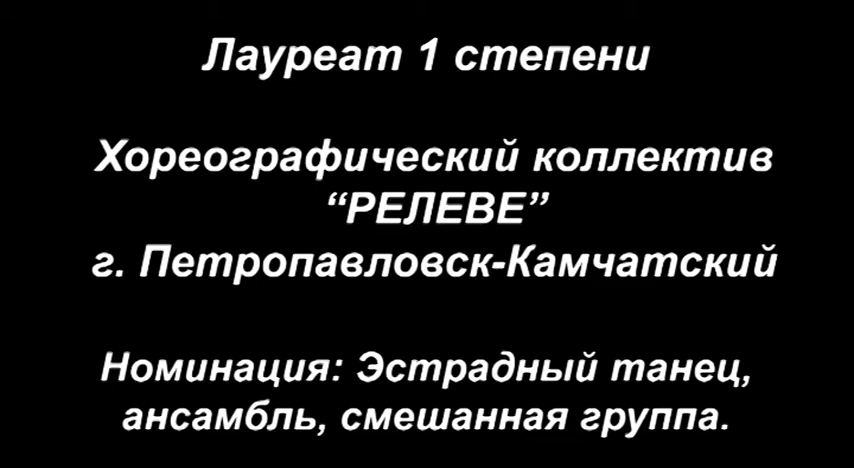 Лауреат 1 степени
Хореографический коллектив
“РЕЛЕВЕ”
г. Петропавловск-Камчатский
Номинация: Эстрадный танец,
ансамбль, смешанная группа.